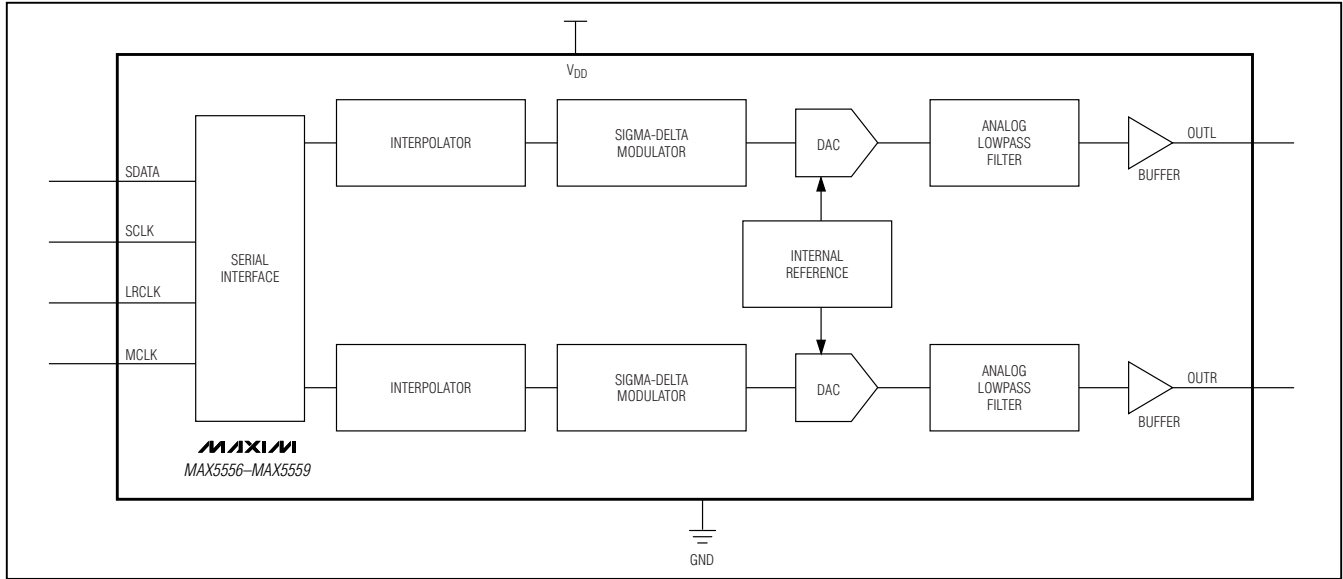 VDD
INTERPOLATOR
SIGMA-DELTA
MODULATOR
DAC
ANALOG
LOWPASS
FILTER
BUFFER
OUTL
SDATA
SCLK
LRCLK
MCLK
SERIAL
INTERFACE
INTERNAL
REFERENCE
INTERPOLATOR
SIGMA-DELTA
MODULATOR
DAC
ANALOG
LOWPASS
FILTER
BUFFER
OUTR
MAXIM
MAX5556–MAX5559
GND